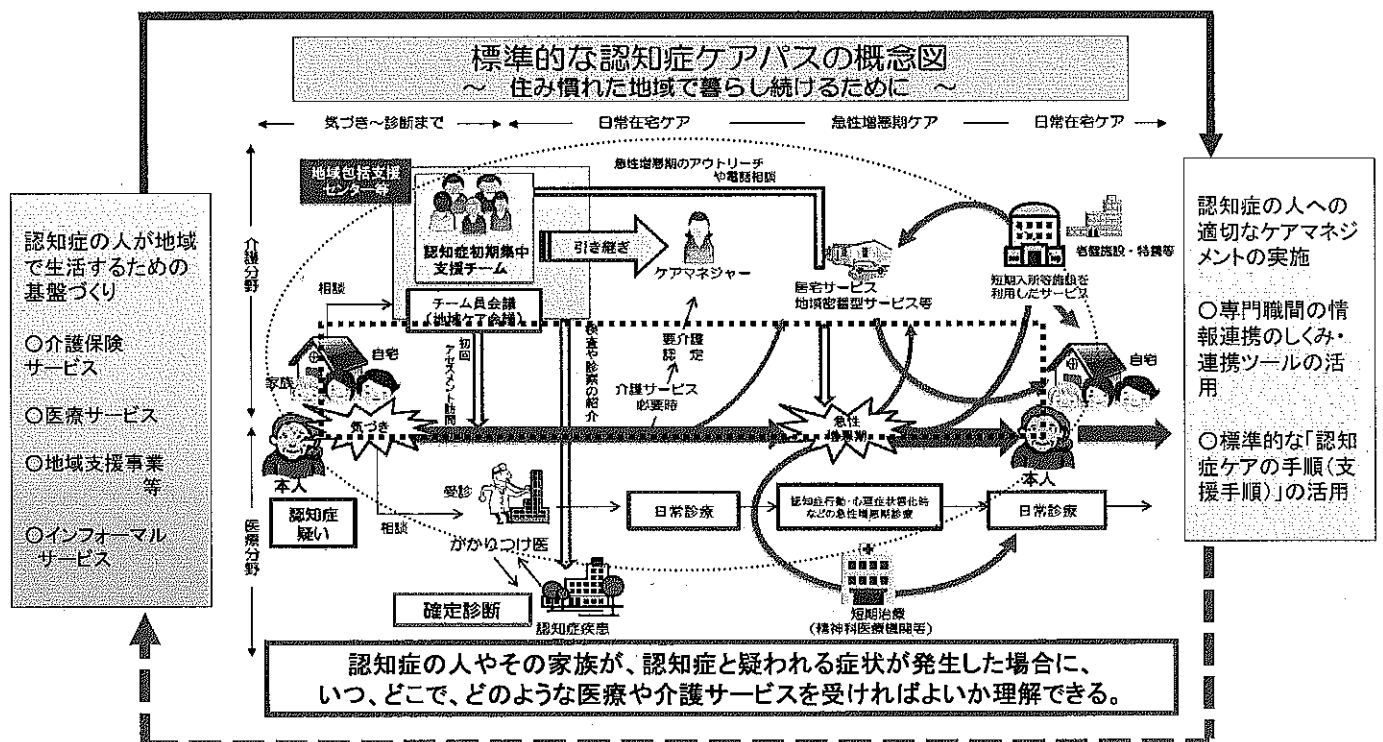 標準的な認知症ケアパスの概念図
～ 住み慣れた地域で暮らし続けるために ～
気づき～診断まで
日常在宅ケア
急性増悪期ケア
日常在宅ケア
認知症の人が地域
で生活するための
基盤づくり
○介護保険
サービス
○医療サービス
○地域支援事業
等
○インフォーマル
サービス
介護分野
医療分野
地域包括支援
センター等
認知症初期集中
支援チーム
チーム員会議
(地域ケア会議)
相談
引き継ぎ
ケアマネジャー
急性増悪期のアウトリーチ
や電話相談
居宅サービス
地域密着型サービス等
老健施設・特養等
短期入所等施設を
利用したサービス
自宅
家族
初回
アセスメント訪問
検査や診察の紹介
要介護
認 定
介護サービス
必要時
自宅
気づき
急性
増悪期
本人
本人
認知症
疑い
相談
受診
かかりつけ医
日常診療
認知症行動・心理症状悪化時
などの急性増悪期診療
日常診療
確定診断
認知症疾患
短期治療
(精神科医療機関等)
認知症の人への
適切なケアマネジ
メントの実施
○専門職間の情
報連携のしくみ・
連携ツールの活
用
○標準的な「認知
症ケアの手順(支
援手順)」の活用
認知症の人やその家族が、認知症と疑われる症状が発生した場合に、
いつ、どこで、どのような医療や介護サービスを受ければよいか理解できる。